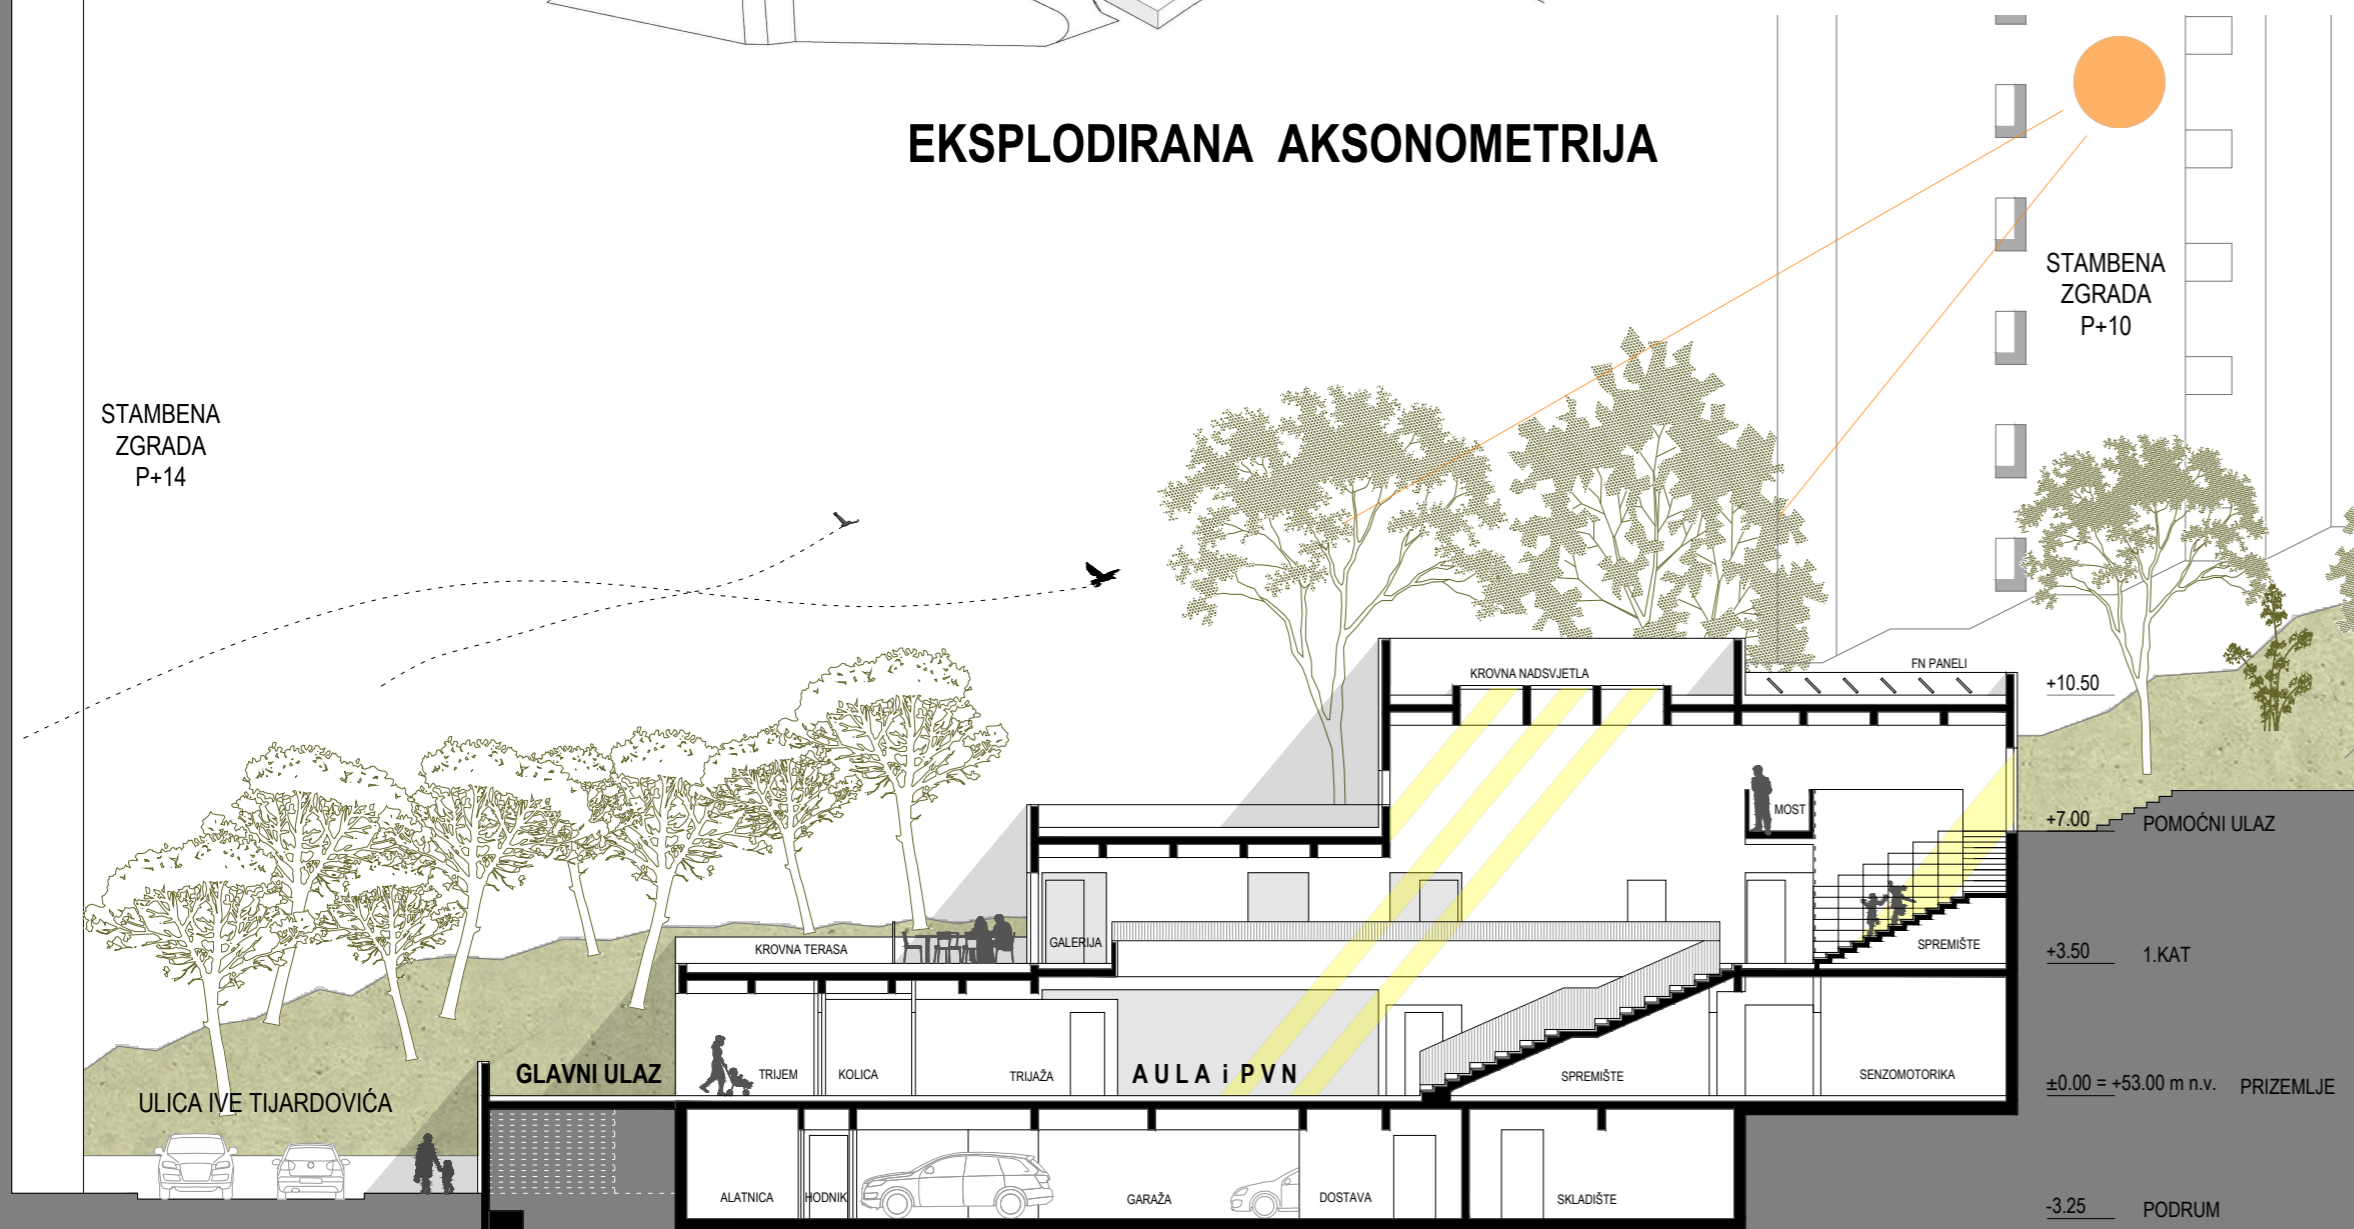 EKSPLODIRANA AKSONOMETRIJA
STAMBENA
ZGRADA
P+10
STAMBENA
ZGRADA
P+14
KROVNA NADSVJETLA
FN PANELI
+10.50
MOST
+7.00 POMOĆNI ULAZ
KROVNA TERASA
GALERIJA
SPREMIŠTE
+3.50 1.KAT
GLAVNI ULAZ
TRIJEM
KOLICA
TRIJAŽA
AULA i PVN
SPREMIŠTE
SENZOMOTORIKA
±0.00 = +53.00 m n.v. PRIZEMLJE
ULICA IVE TIJARDOVIĆA
ALATNICA
HODNIK
GARAŽA
DOSTAVA
SKLADIŠTE
-3.25 PODRUM